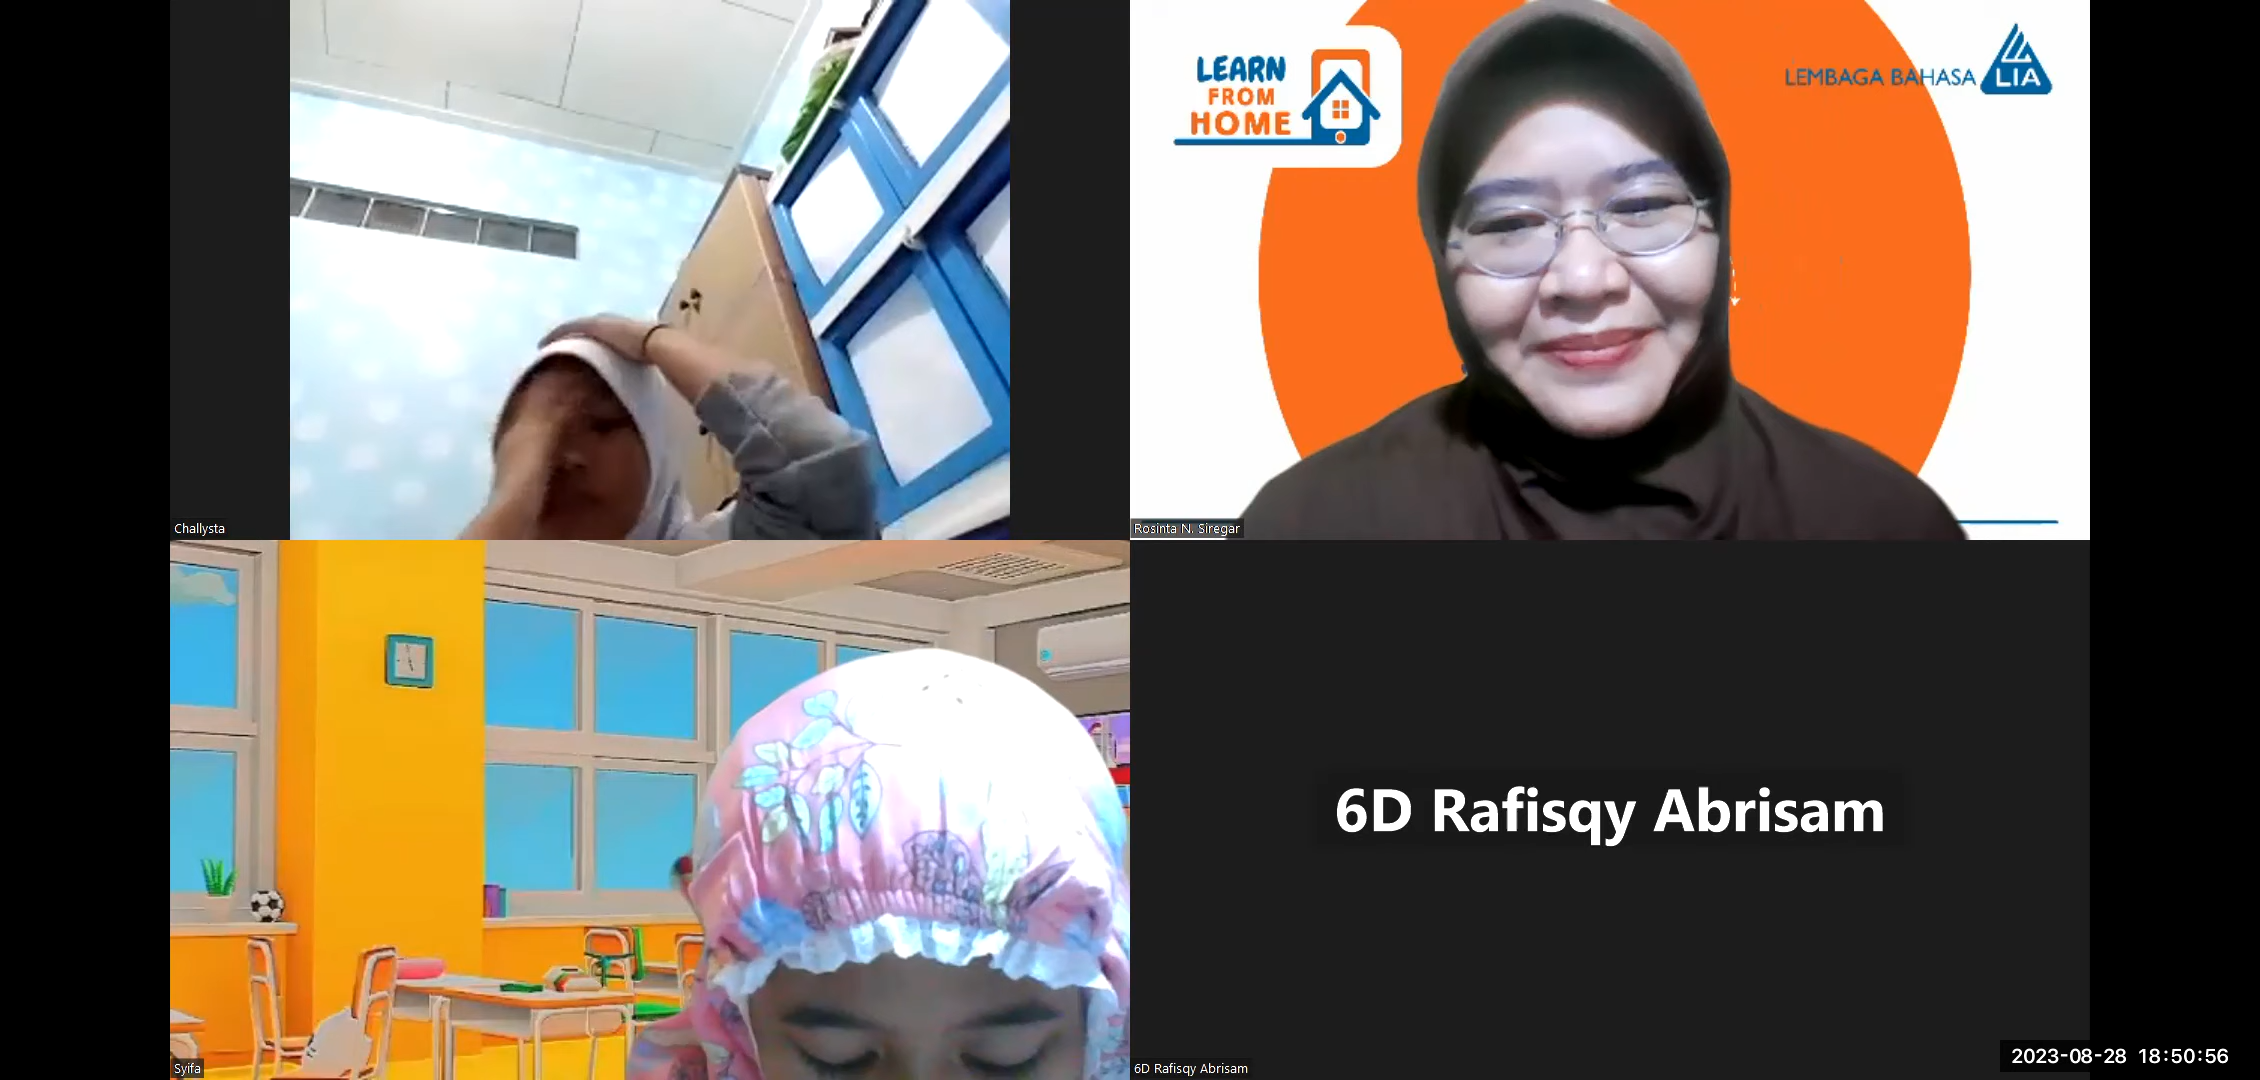 LEARN
FROM
HOME
LEMBAGA BAHASA
LIA
Challysta
Rosinta N. Siregar
6D Rafisqy Abrisam
Syifa
6D Rafisqy Abrisam
2023-08-28 18:50:56